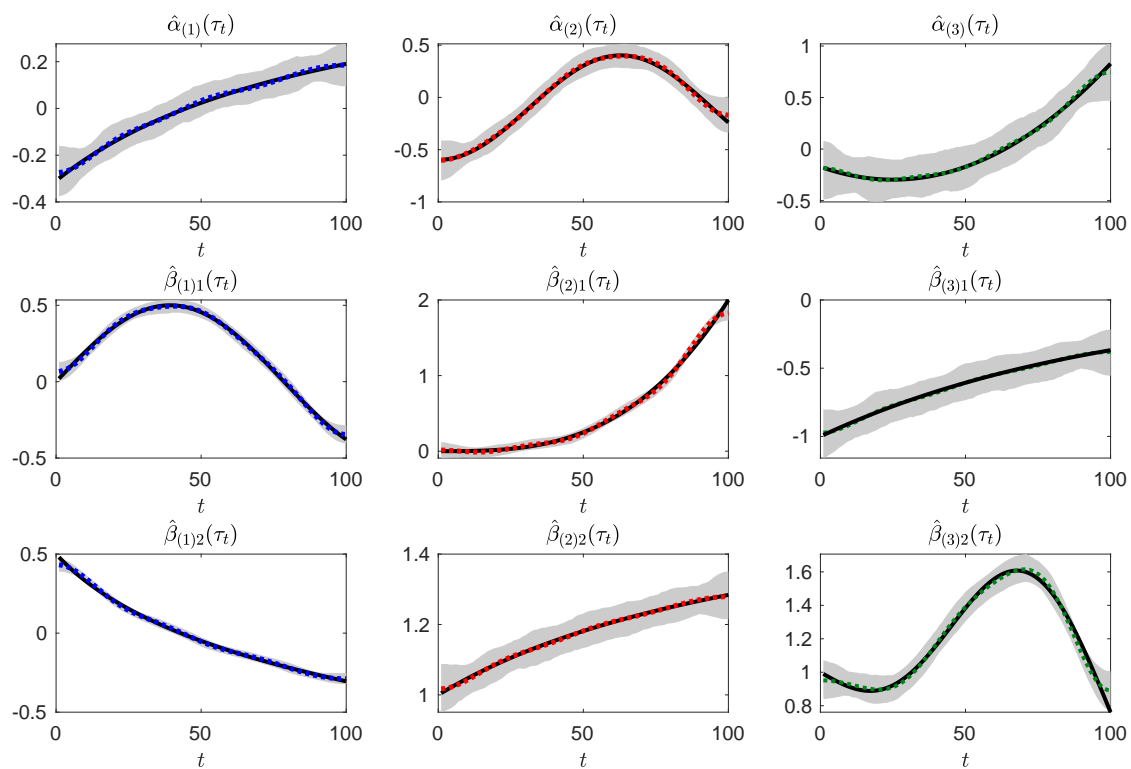 α̂₍₁₎(τₜ) α̂₍₂₎(τₜ) α̂₍₃₎(τₜ)
0.2 0.5 1
0 0 0.5
-0.2 -0.5 0
-0.4 -1 -0.5
0 50 100 0 50 100 0 50 100
t t t
β̂₍₁₎₁(τₜ) β̂₍₂₎₁(τₜ) β̂₍₃₎₁(τₜ)
0.5 2 0
0 1 -0.5
-0.5 0 -1
0 50 100 0 50 100 0 50 100
t t t
β̂₍₁₎₂(τₜ) β̂₍₂₎₂(τₜ) β̂₍₃₎₂(τₜ)
0.5 1.4 1.6
0 1.2 1.4
-0.5 1 1.2
1
0.8
0 50 100 0 50 100 0 50 100
t t t